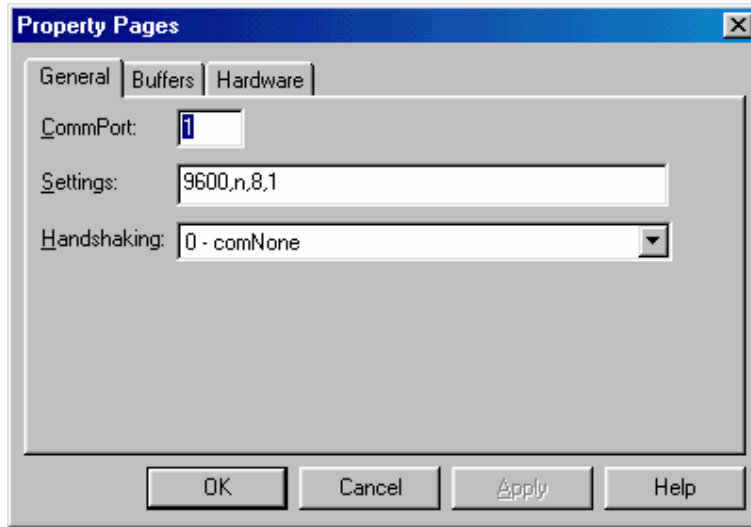 Property Pages
General Buffers Hardware
CommPort: 1
Settings: 9600,n,8,1
Handshaking: 0 - comNone
OK Cancel Apply Help